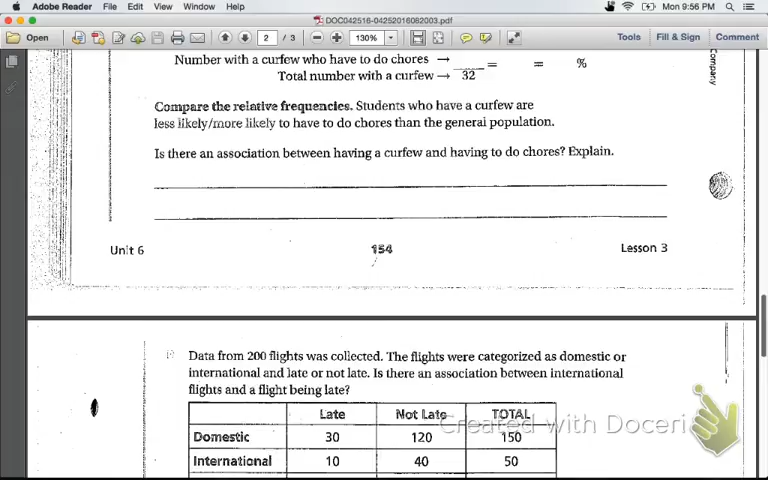 Adobe Reader File Edit View Window Help Mon 9:56 PM
DOC042516-04252016082003.pdf
Open 2 / 3 130% Tools Fill & Sign Comment
Number with a curfew who have to do chores → ____ = = %
Total number with a curfew → 32
Company
Compare the relative frequencies. Students who have a curfew are
less likely/more likely to have to do chores than the general population.
Is there an association between having a curfew and having to do chores? Explain.
Unit 6 154 Lesson 3
Data from 200 flights was collected. The flights were categorized as domestic or
international and late or not late. Is there an association between international
flights and a flight being late?
Late Not Late TOTAL
Created with Doceri
Domestic 30 120 150
International 10 40 50